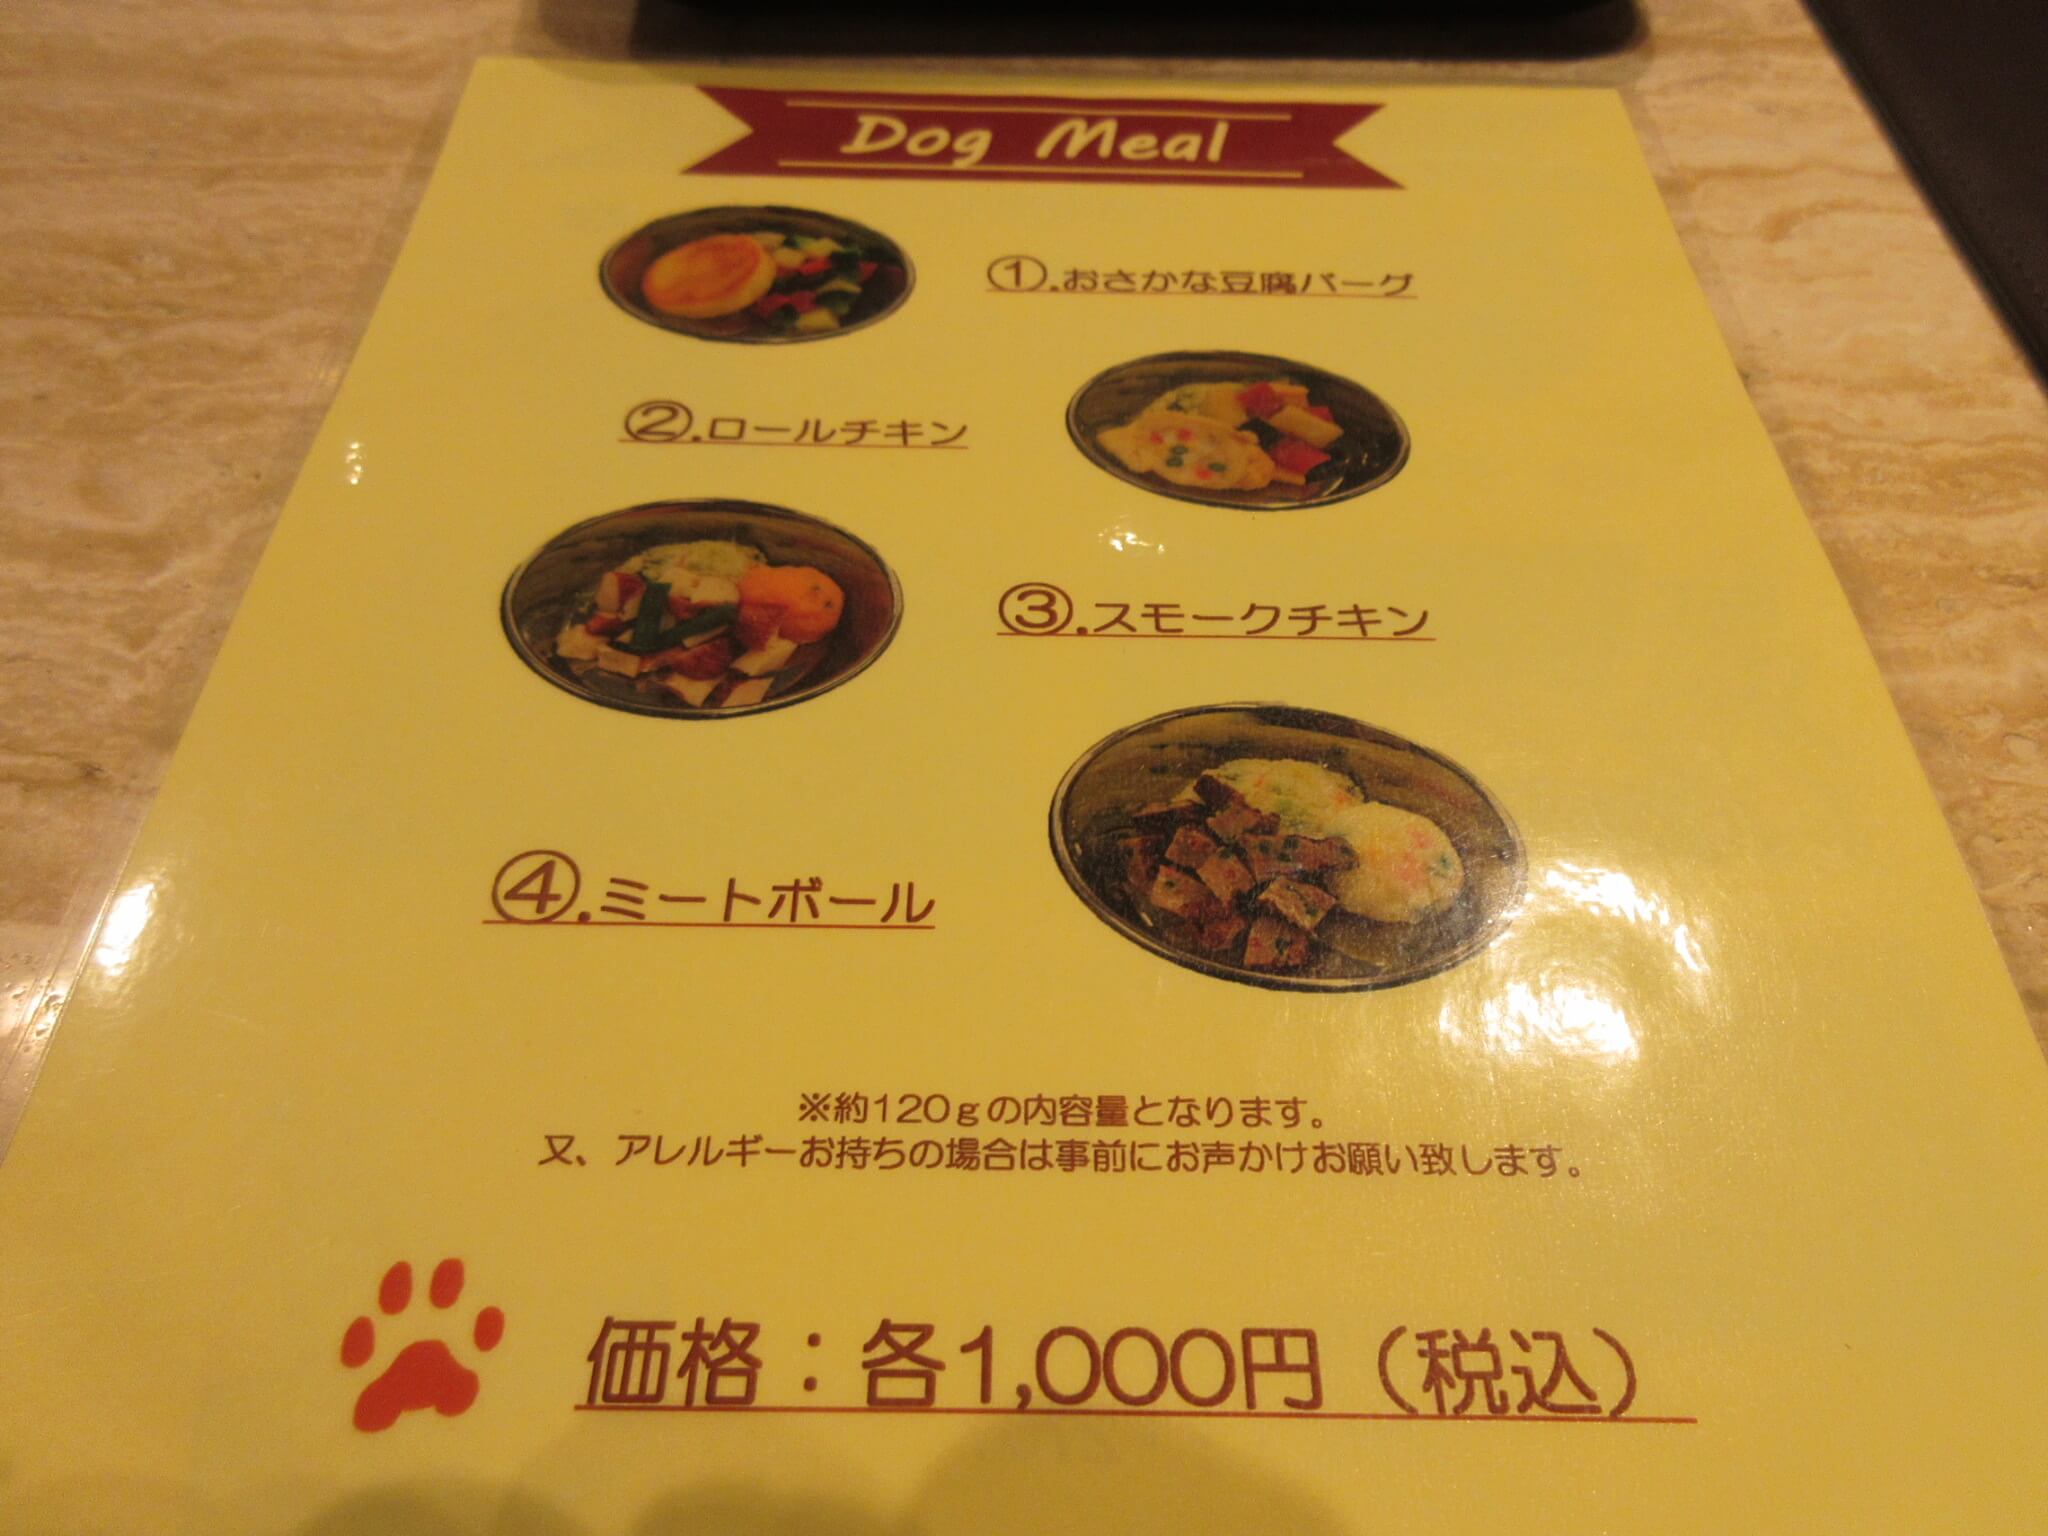 Dog Meal
①.おさかな豆腐バーグ
②.ロールチキン
③.スモークチキン
④.ミートボール
※約120ｇの内容量となります。
又、アレルギーお持ちの場合は事前にお声かけお願い致します。
価格：各1,000円（税込）